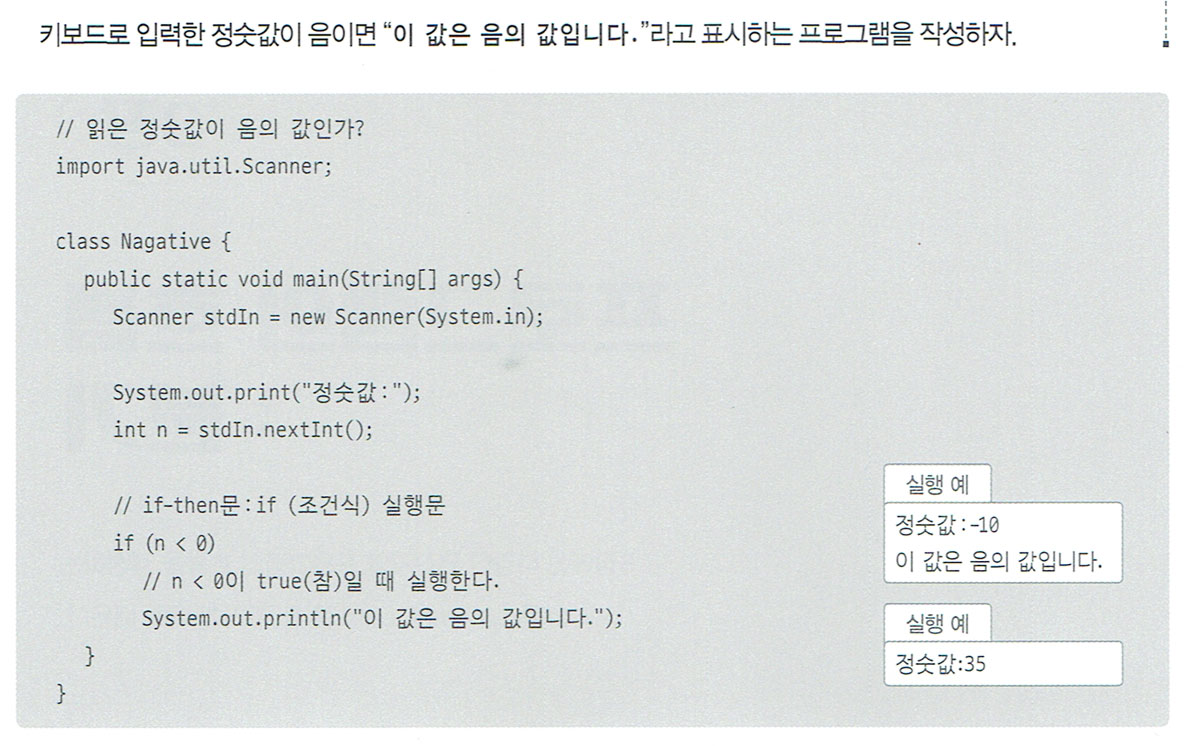 키보드로 입력한 정숫값이 음이면 “이 값은 음의 값입니다.”라고 표시하는 프로그램을 작성하자.
// 읽은 정숫값이 음의 값인가?
import java.util.Scanner;
class Nagative {
public static void main(String[] args) {
Scanner stdIn = new Scanner(System.in);
System.out.print("정숫값:");
int n = stdIn.nextInt();
// if-then문:if (조건식) 실행문
if (n < 0)
// n < 0이 true(참)일 때 실행한다.
System.out.println("이 값은 음의 값입니다.");
}
}
실행 예
정숫값:-10
이 값은 음의 값입니다.
실행 예
정숫값:35